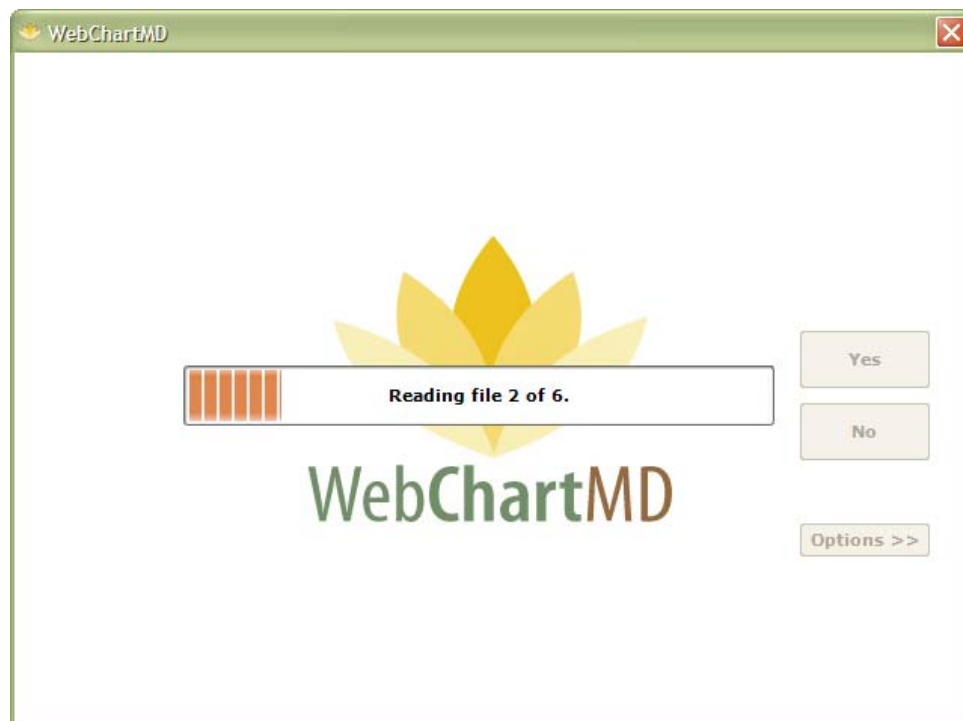 WebChartMD
Yes
Reading file 2 of 6.
No
WebChartMD
Options >>